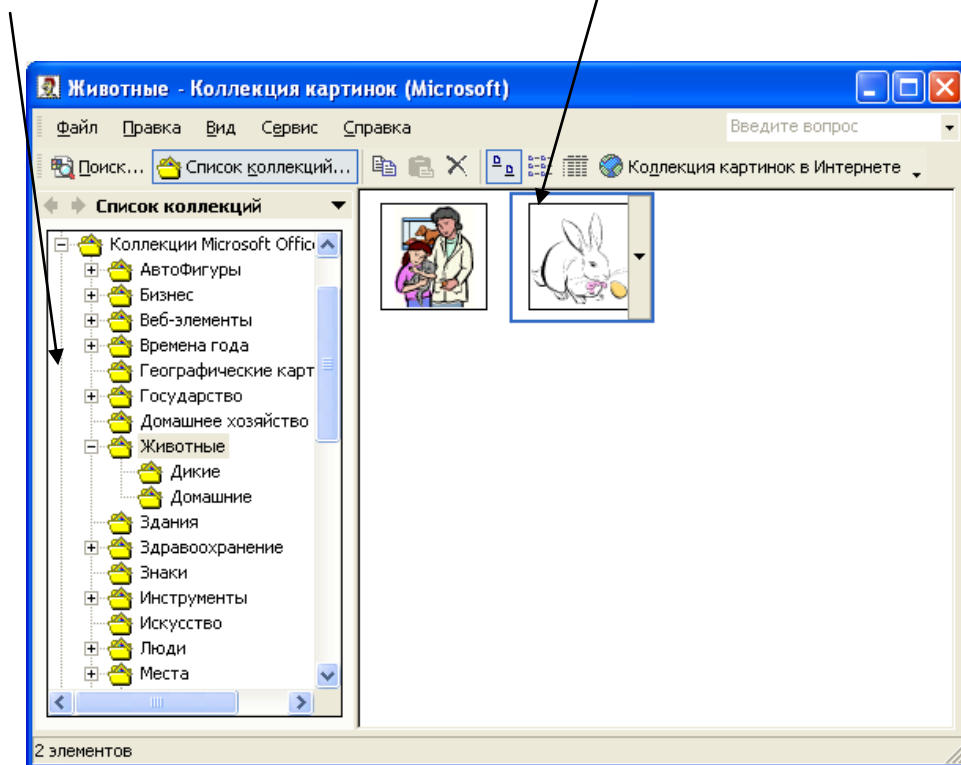 Животные - Коллекция картинок (Microsoft)
Файл Правка Вид Сервис Справка Введите вопрос
Поиск... Список коллекций... Коллекция картинок в Интернете
Список коллекций
Коллекции Microsoft Offic
АвтоФигуры
Бизнес
Веб-элементы
Времена года
Географические карт
Государство
Домашнее хозяйство
Животные
Дикие
Домашние
Здания
Здравоохранение
Знаки
Инструменты
Искусство
Люди
Места
2 элементов